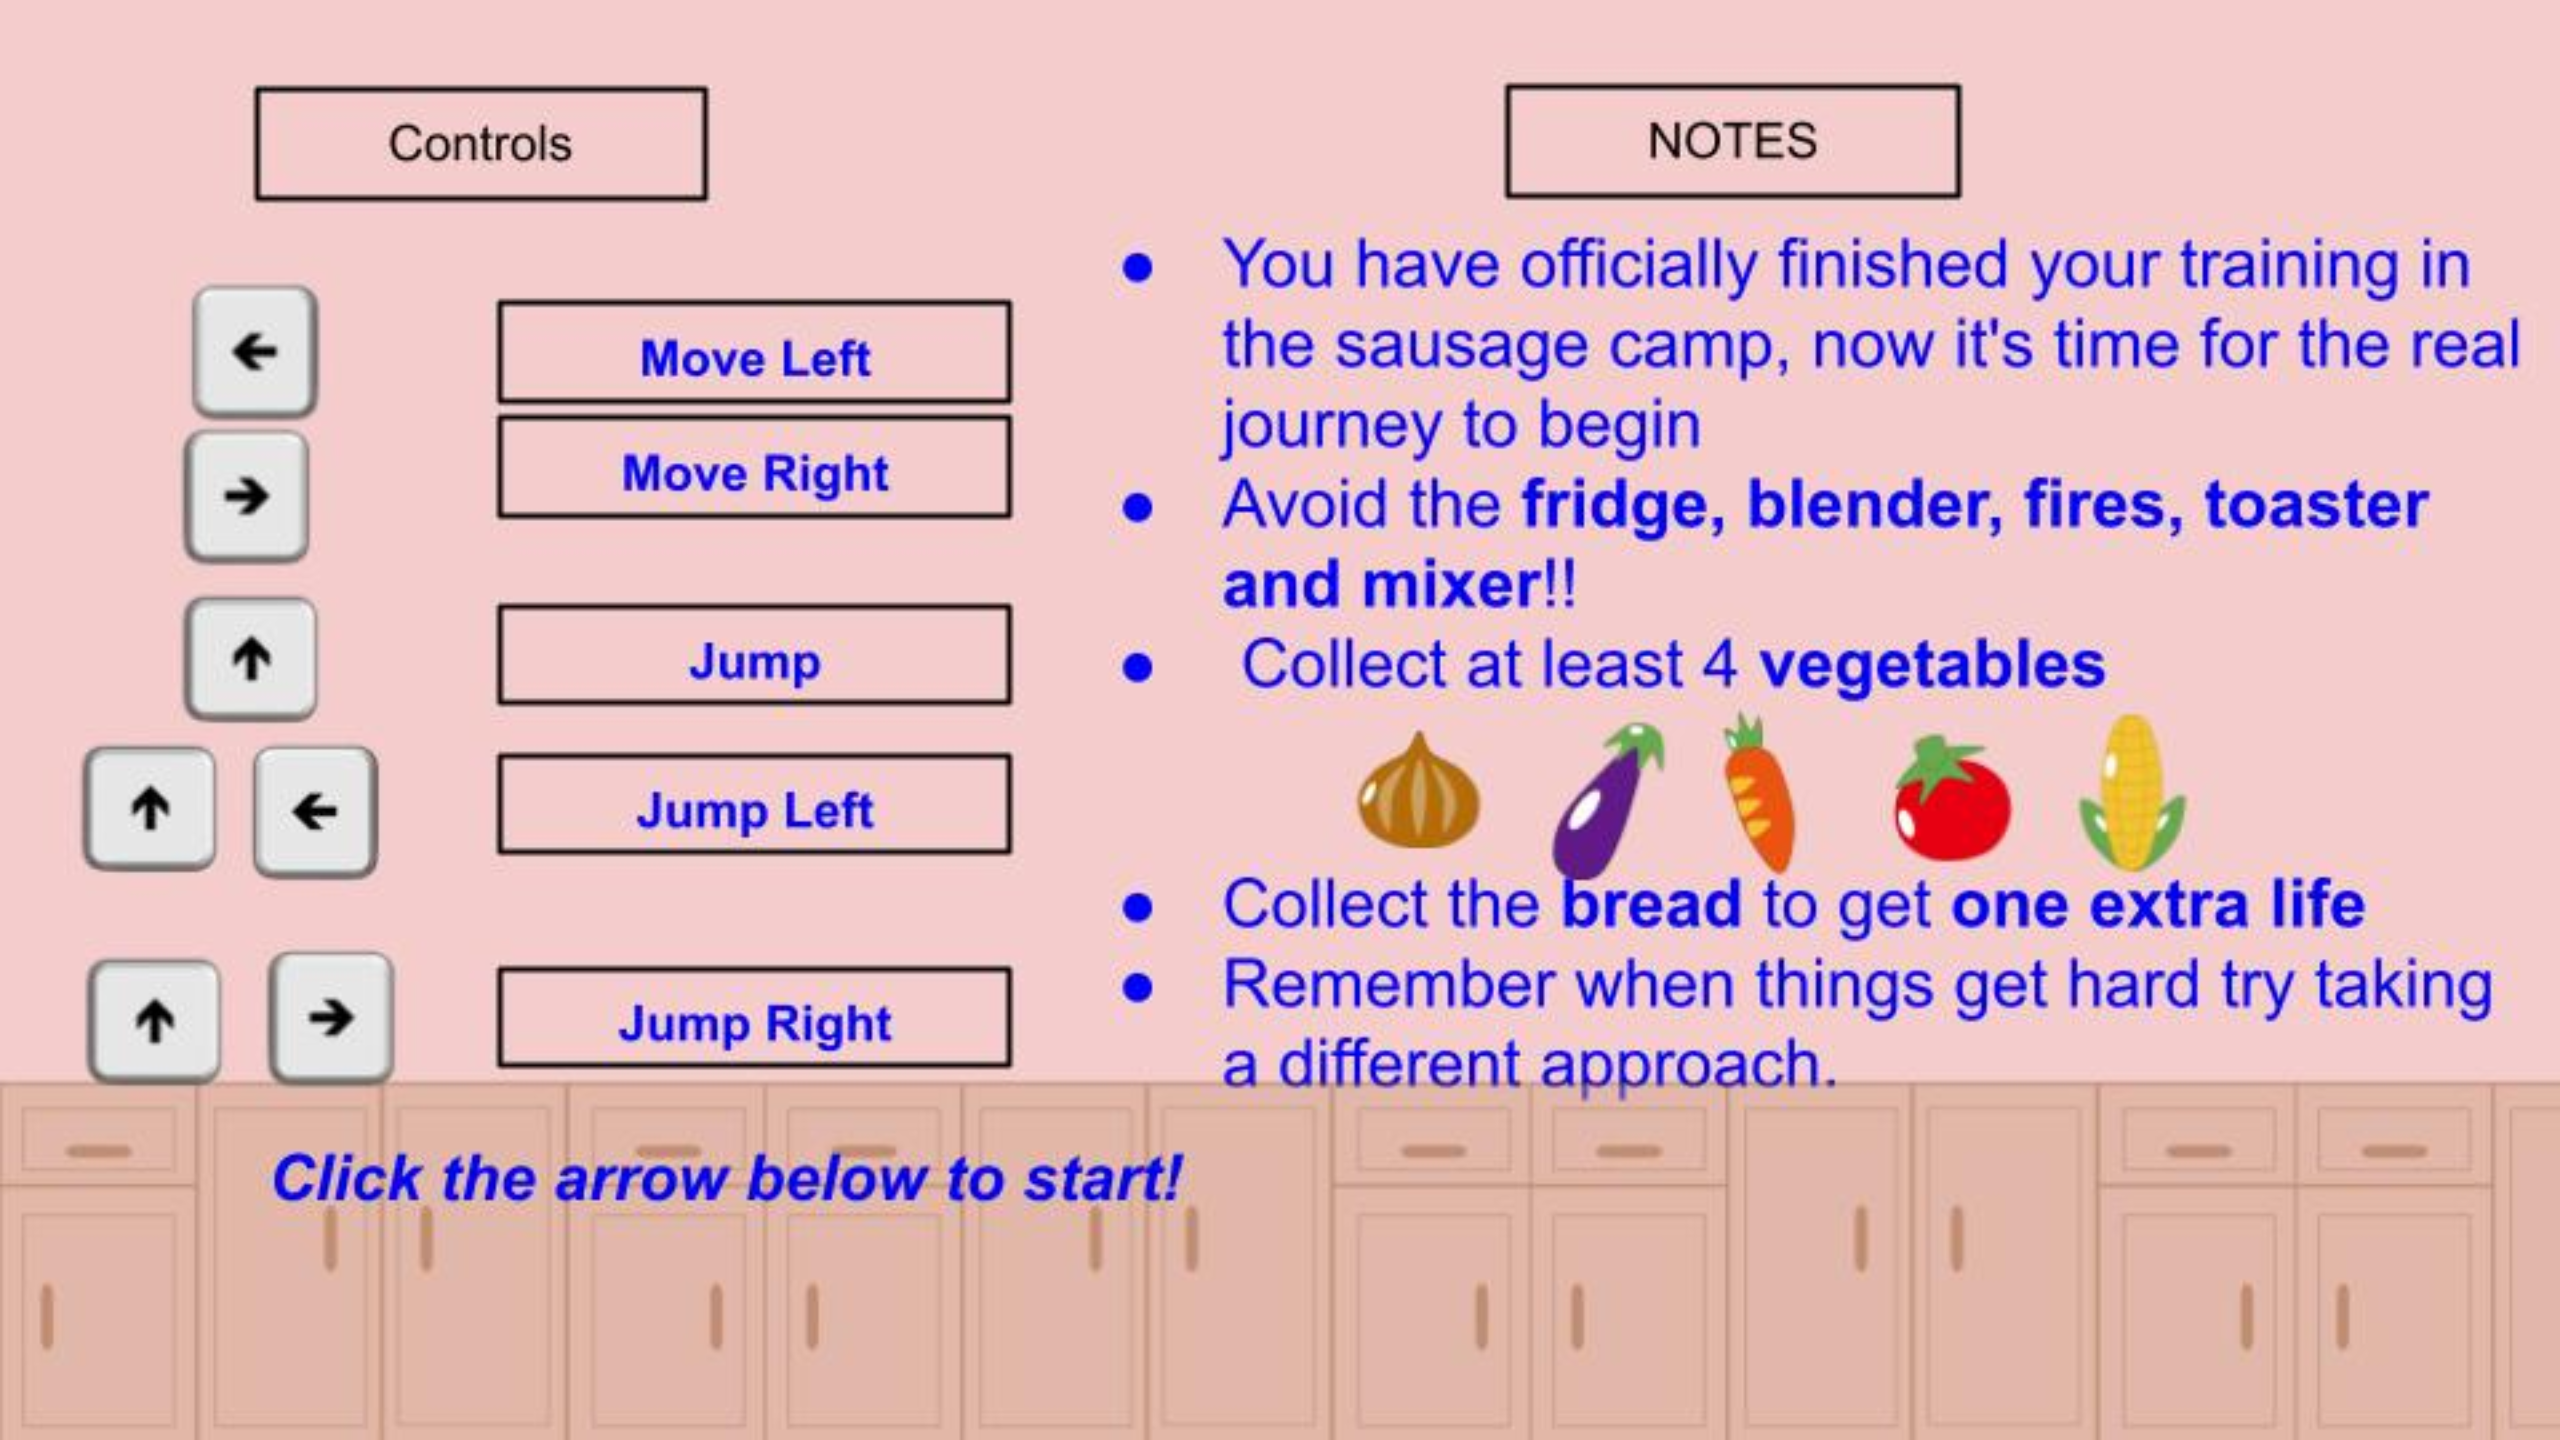 Controls
Move Left
Move Right
Jump
Jump Left
Jump Right
Click the arrow below to start!
NOTES
● You have officially finished your training in
the sausage camp, now it's time for the real
journey to begin
● Avoid the fridge, blender, fires, toaster
and mixer!!
● Collect at least 4 vegetables
● Collect the bread to get one extra life
● Remember when things get hard try taking
a different approach.